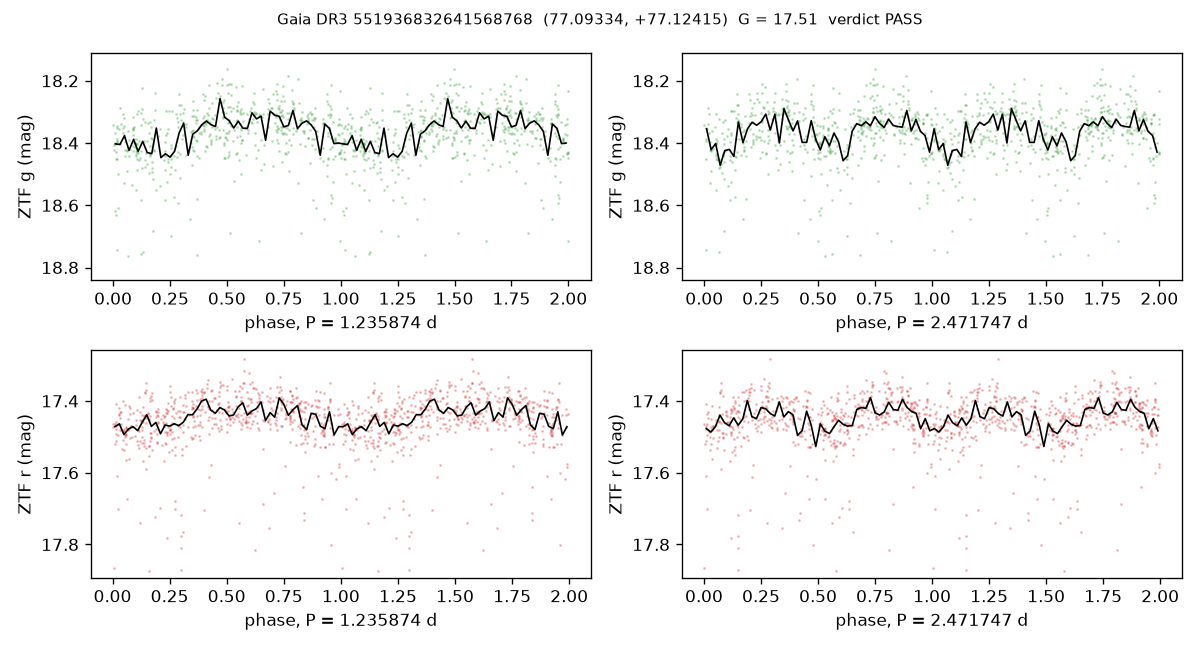 Gaia DR3 551936832641568768  (77.09334, +77.12415)  G = 17.51  verdict PASS
ZTF g (mag)
18.2
18.4
18.6
18.8
0.00 0.25 0.50 0.75 1.00 1.25 1.50 1.75 2.00
phase, P = 1.235874 d
ZTF g (mag)
18.2
18.4
18.6
18.8
0.00 0.25 0.50 0.75 1.00 1.25 1.50 1.75 2.00
phase, P = 2.471747 d
ZTF r (mag)
17.4
17.6
17.8
0.00 0.25 0.50 0.75 1.00 1.25 1.50 1.75 2.00
phase, P = 1.235874 d
ZTF r (mag)
17.4
17.6
17.8
0.00 0.25 0.50 0.75 1.00 1.25 1.50 1.75 2.00
phase, P = 2.471747 d